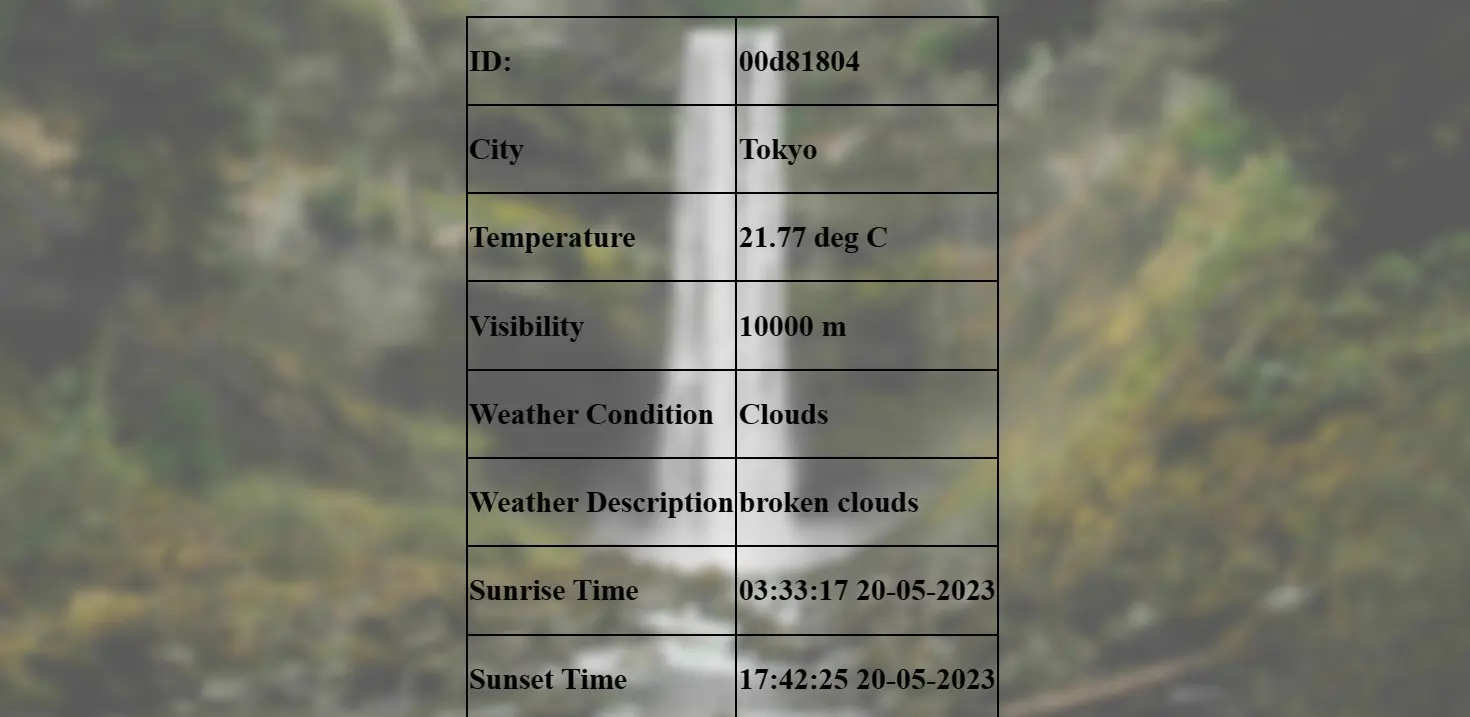 ID: 00d81804
City Tokyo
Temperature 21.77 deg C
Visibility 10000 m
Weather Condition Clouds
Weather Description broken clouds
Sunrise Time 03:33:17 20-05-2023
Sunset Time 17:42:25 20-05-2023